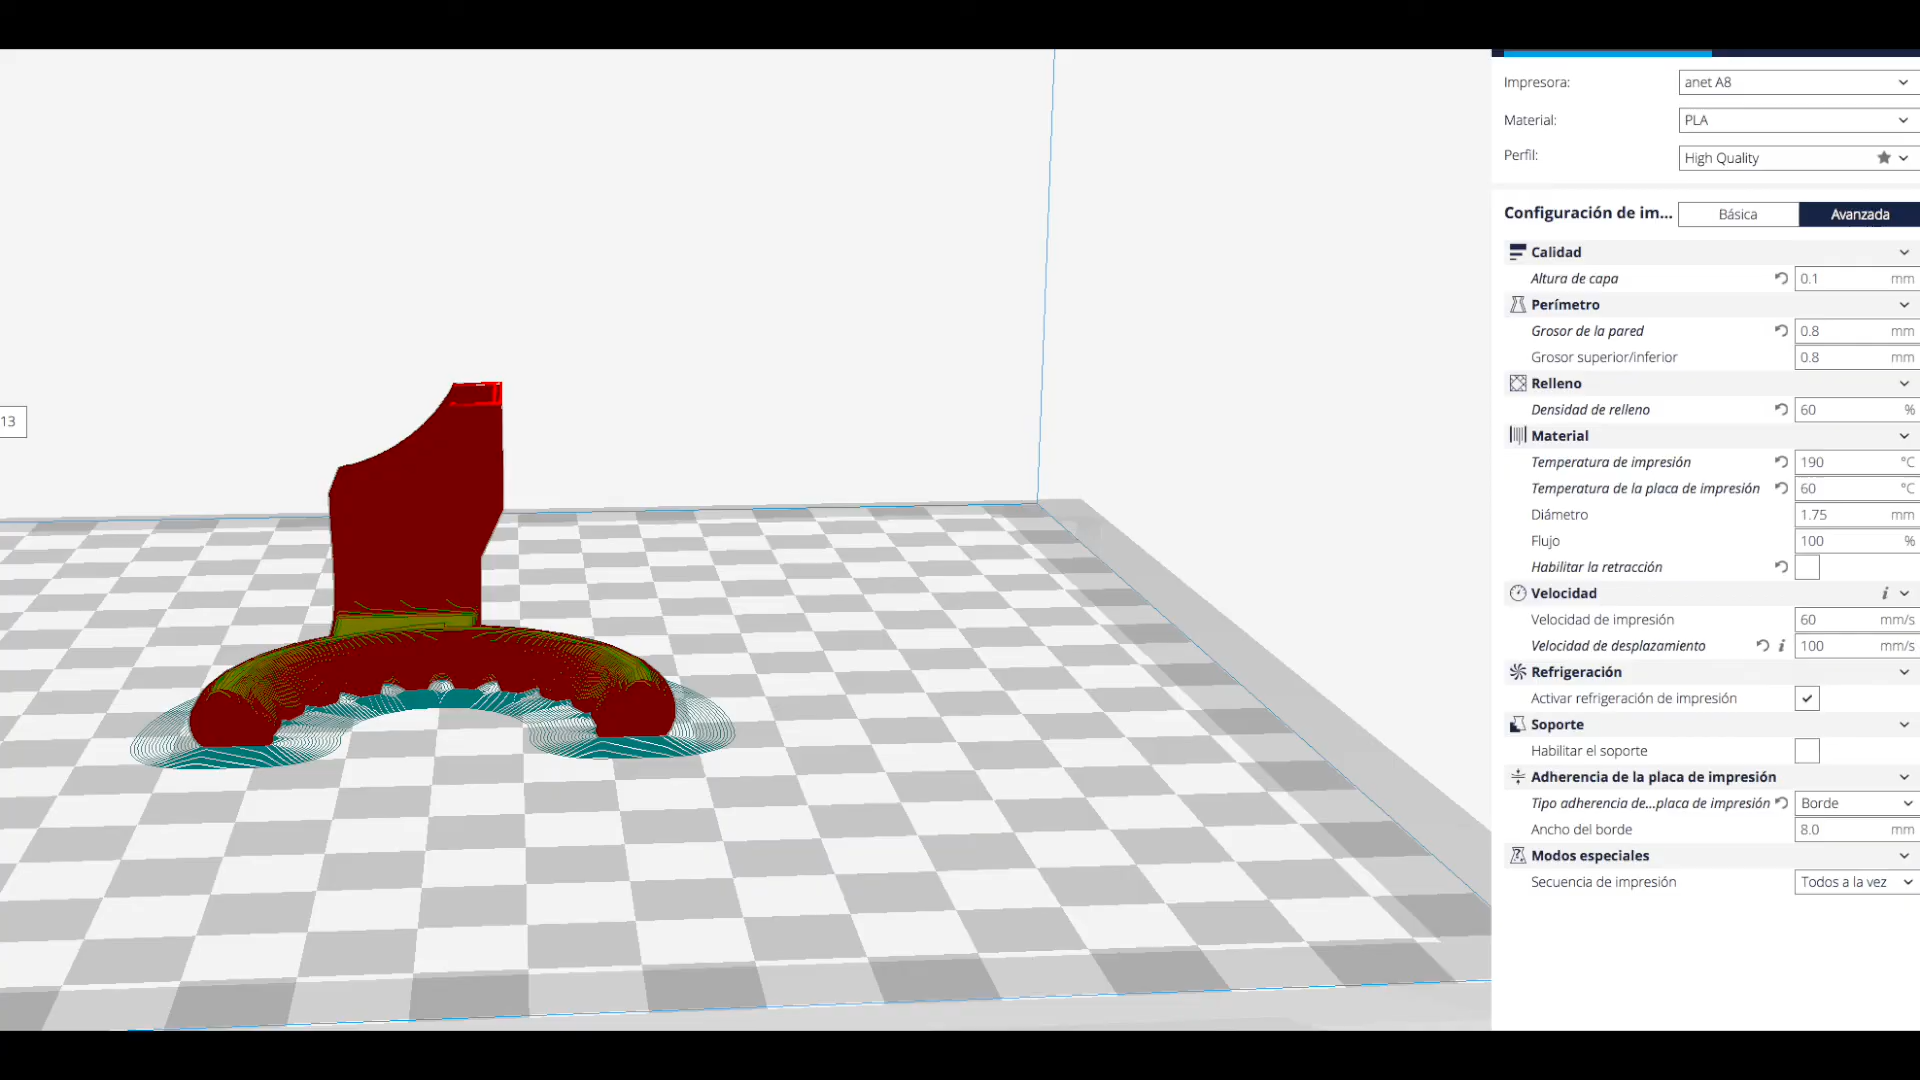 13
Impresora: anet A8
Material: PLA
Perfil: High Quality
Configuración de im... Básica Avanzada
Calidad
Altura de capa 0.1 mm
Perímetro
Grosor de la pared 0.8 mm
Grosor superior/inferior 0.8 mm
Relleno
Densidad de relleno 60 %
Material
Temperatura de impresión 190 °C
Temperatura de la placa de impresión 60 °C
Diámetro 1.75 mm
Flujo 100 %
Habilitar la retracción
Velocidad i
Velocidad de impresión 60 mm/s
Velocidad de desplazamiento i 100 mm/s
Refrigeración
Activar refrigeración de impresión
Soporte
Habilitar el soporte
Adherencia de la placa de impresión
Tipo adherencia de...placa de impresión Borde
Ancho del borde 8.0 mm
Modos especiales
Secuencia de impresión Todos a la vez